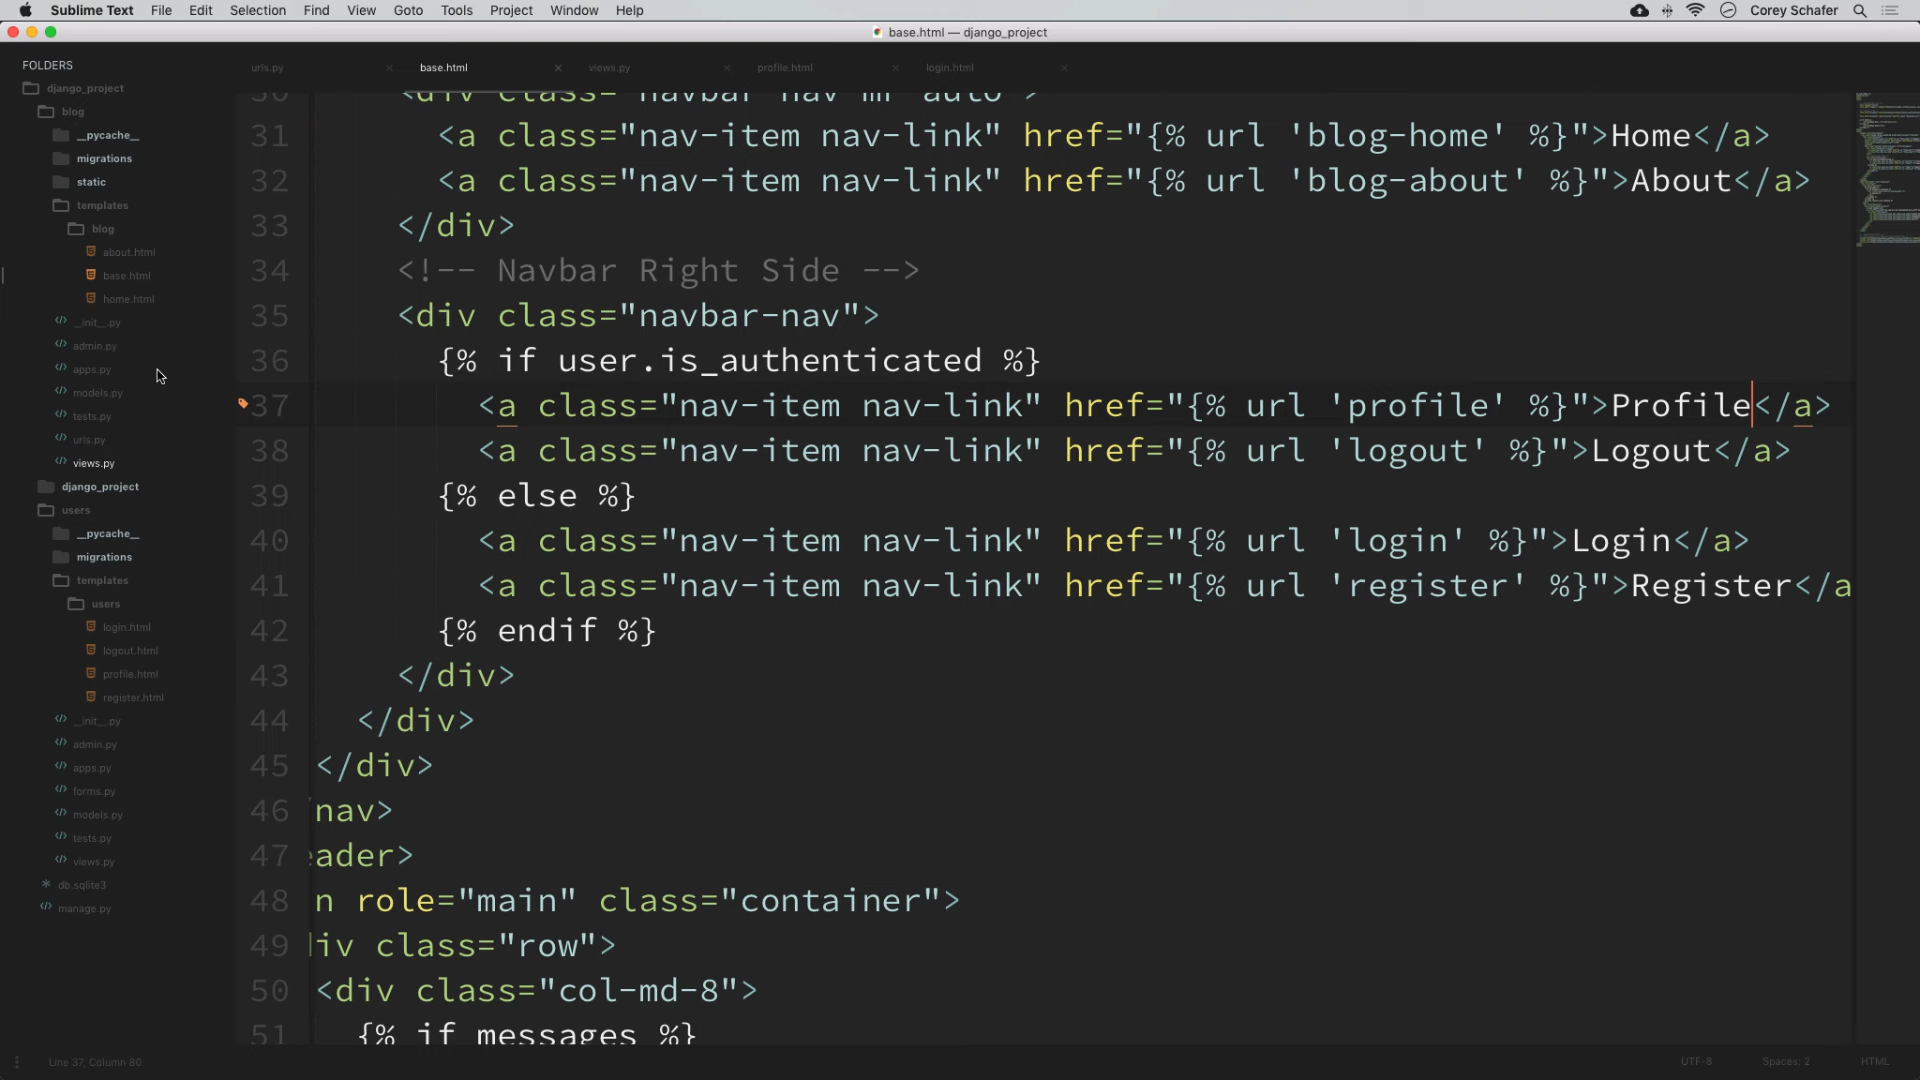 Sublime Text File Edit Selection Find View Goto Tools Project Window Help Corey Schafer
base.html — django_project
FOLDERS
django_project
blog
__pycache__
migrations
static
templates
blog
about.html
base.html
home.html
__init__.py
admin.py
apps.py
models.py
tests.py
urls.py
views.py
django_project
users
__pycache__
migrations
templates
users
login.html
logout.html
profile.html
register.html
__init__.py
admin.py
apps.py
forms.py
models.py
tests.py
views.py
db.sqlite3
manage.py
urls.py base.html views.py profile.html login.html
30 <div class="navbar-nav mr-auto">
31 <a class="nav-item nav-link" href="{% url 'blog-home' %}">Home</a>
32 <a class="nav-item nav-link" href="{% url 'blog-about' %}">About</a>
33 </div>
34 <!-- Navbar Right Side -->
35 <div class="navbar-nav">
36 {% if user.is_authenticated %}
37 <a class="nav-item nav-link" href="{% url 'profile' %}">Profile</a>
38 <a class="nav-item nav-link" href="{% url 'logout' %}">Logout</a>
39 {% else %}
40 <a class="nav-item nav-link" href="{% url 'login' %}">Login</a>
41 <a class="nav-item nav-link" href="{% url 'register' %}">Register</a
42 {% endif %}
43 </div>
44 </div>
45 </div>
46 nav>
47 eader>
48 n role="main" class="container">
49 div class="row">
50 <div class="col-md-8">
51 {% if messages %}
Line 37, Column 80 UTF-8 Spaces: 2 HTML